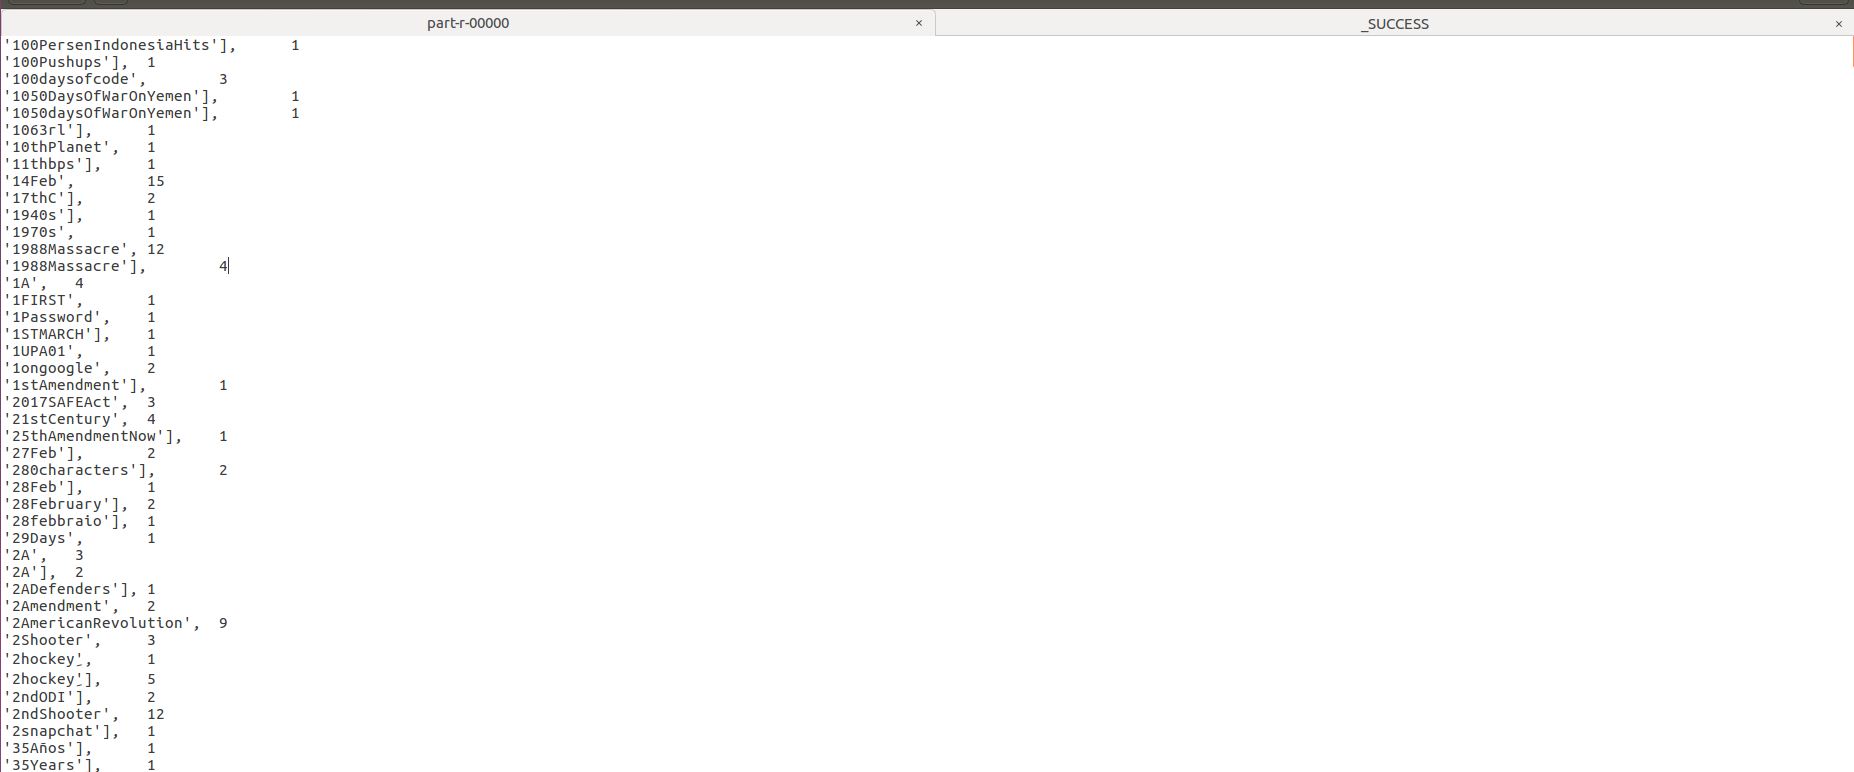 part-r-00000 × _SUCCESS ×
'100PersenIndonesiaHits'], 1
'100Pushups'], 1
'100daysofcode', 3
'1050DaysOfWarOnYemen'], 1
'1050daysOfWarOnYemen'], 1
'1063rl'], 1
'10thPlanet', 1
'11thbps'], 1
'14Feb', 15
'17thC'], 2
'1940s'], 1
'1970s', 1
'1988Massacre', 12
'1988Massacre'], 4
'1A', 4
'1FIRST', 1
'1Password', 1
'1STMARCH'], 1
'1UPA01', 1
'1ongoogle', 2
'1stAmendment'], 1
'2017SAFEAct', 3
'21stCentury', 4
'25thAmendmentNow'], 1
'27Feb'], 2
'280characters'], 2
'28Feb'], 1
'28February'], 2
'28febbraio'], 1
'29Days', 1
'2A', 3
'2A'], 2
'2ADefenders'], 1
'2Amendment', 2
'2AmericanRevolution', 9
'2Shooter', 3
'2hockey', 1
'2hockey'], 5
'2ndODI'], 2
'2ndShooter', 12
'2snapchat'], 1
'35Años'], 1
'35Years'], 1